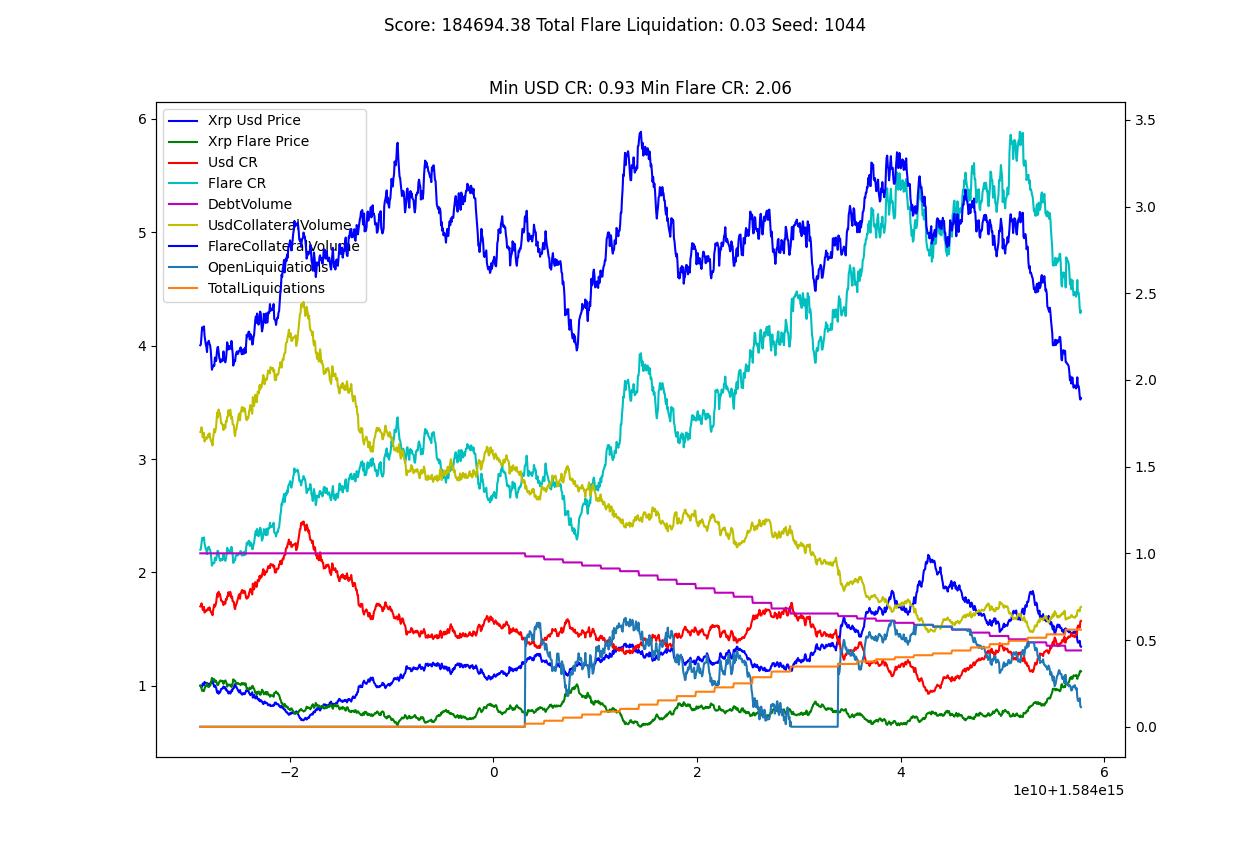 Score: 184694.38 Total Flare Liquidation: 0.03 Seed: 1044
Min USD CR: 0.93 Min Flare CR: 2.06
Xrp Usd Price
Xrp Flare Price
Usd CR
Flare CR
DebtVolume
UsdCollateralVolume
FlareCollateralVolume
OpenLiquidations
TotalLiquidations
6
5
4
3
2
1
3.5
3.0
2.5
2.0
1.5
1.0
0.5
0.0
−2
0
2
4
6
1e10+1.584e15